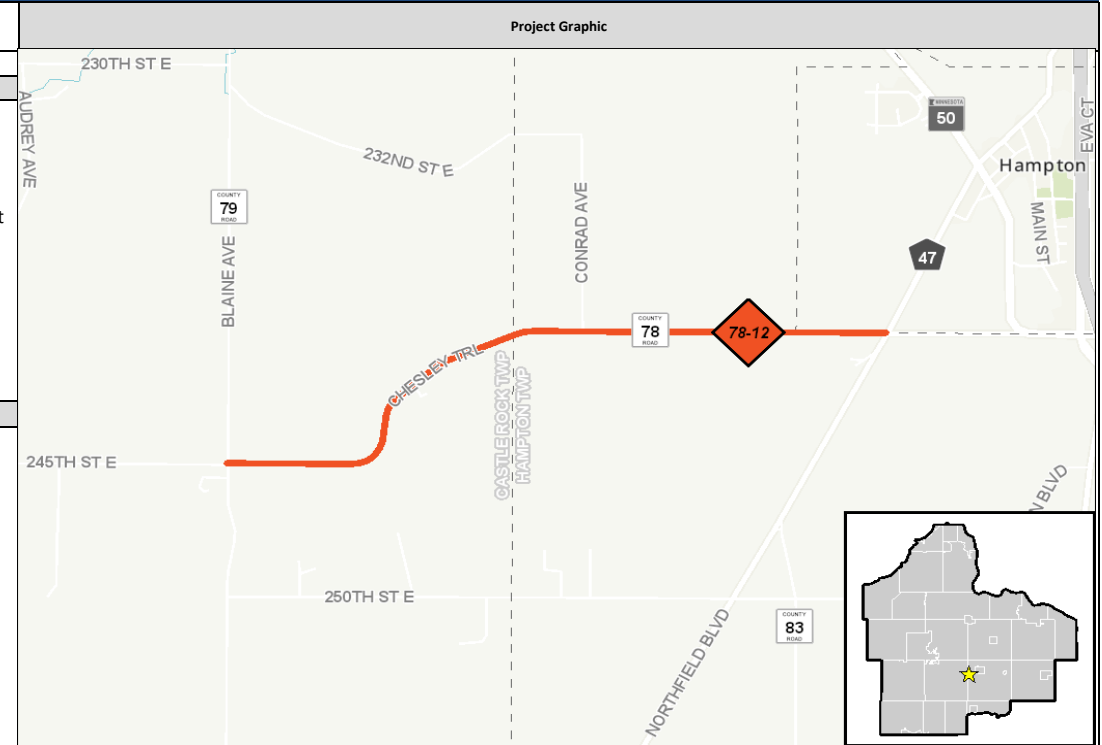 Project Graphic
230TH ST E
AUDREY AVE
MINNESOTA
50
EVA CT
Hampton
232ND ST E
COUNTY
79
ROAD
CONRAD AVE
MAIN ST
t
BLAINE AVE
47
COUNTY
78
ROAD
78-12
CHESLEY TRL
CASTLE ROCK TWP
HAMPTON TWP
245TH ST E
N BLVD
250TH ST E
COUNTY
83
ROAD
NORTHFIELD BLVD